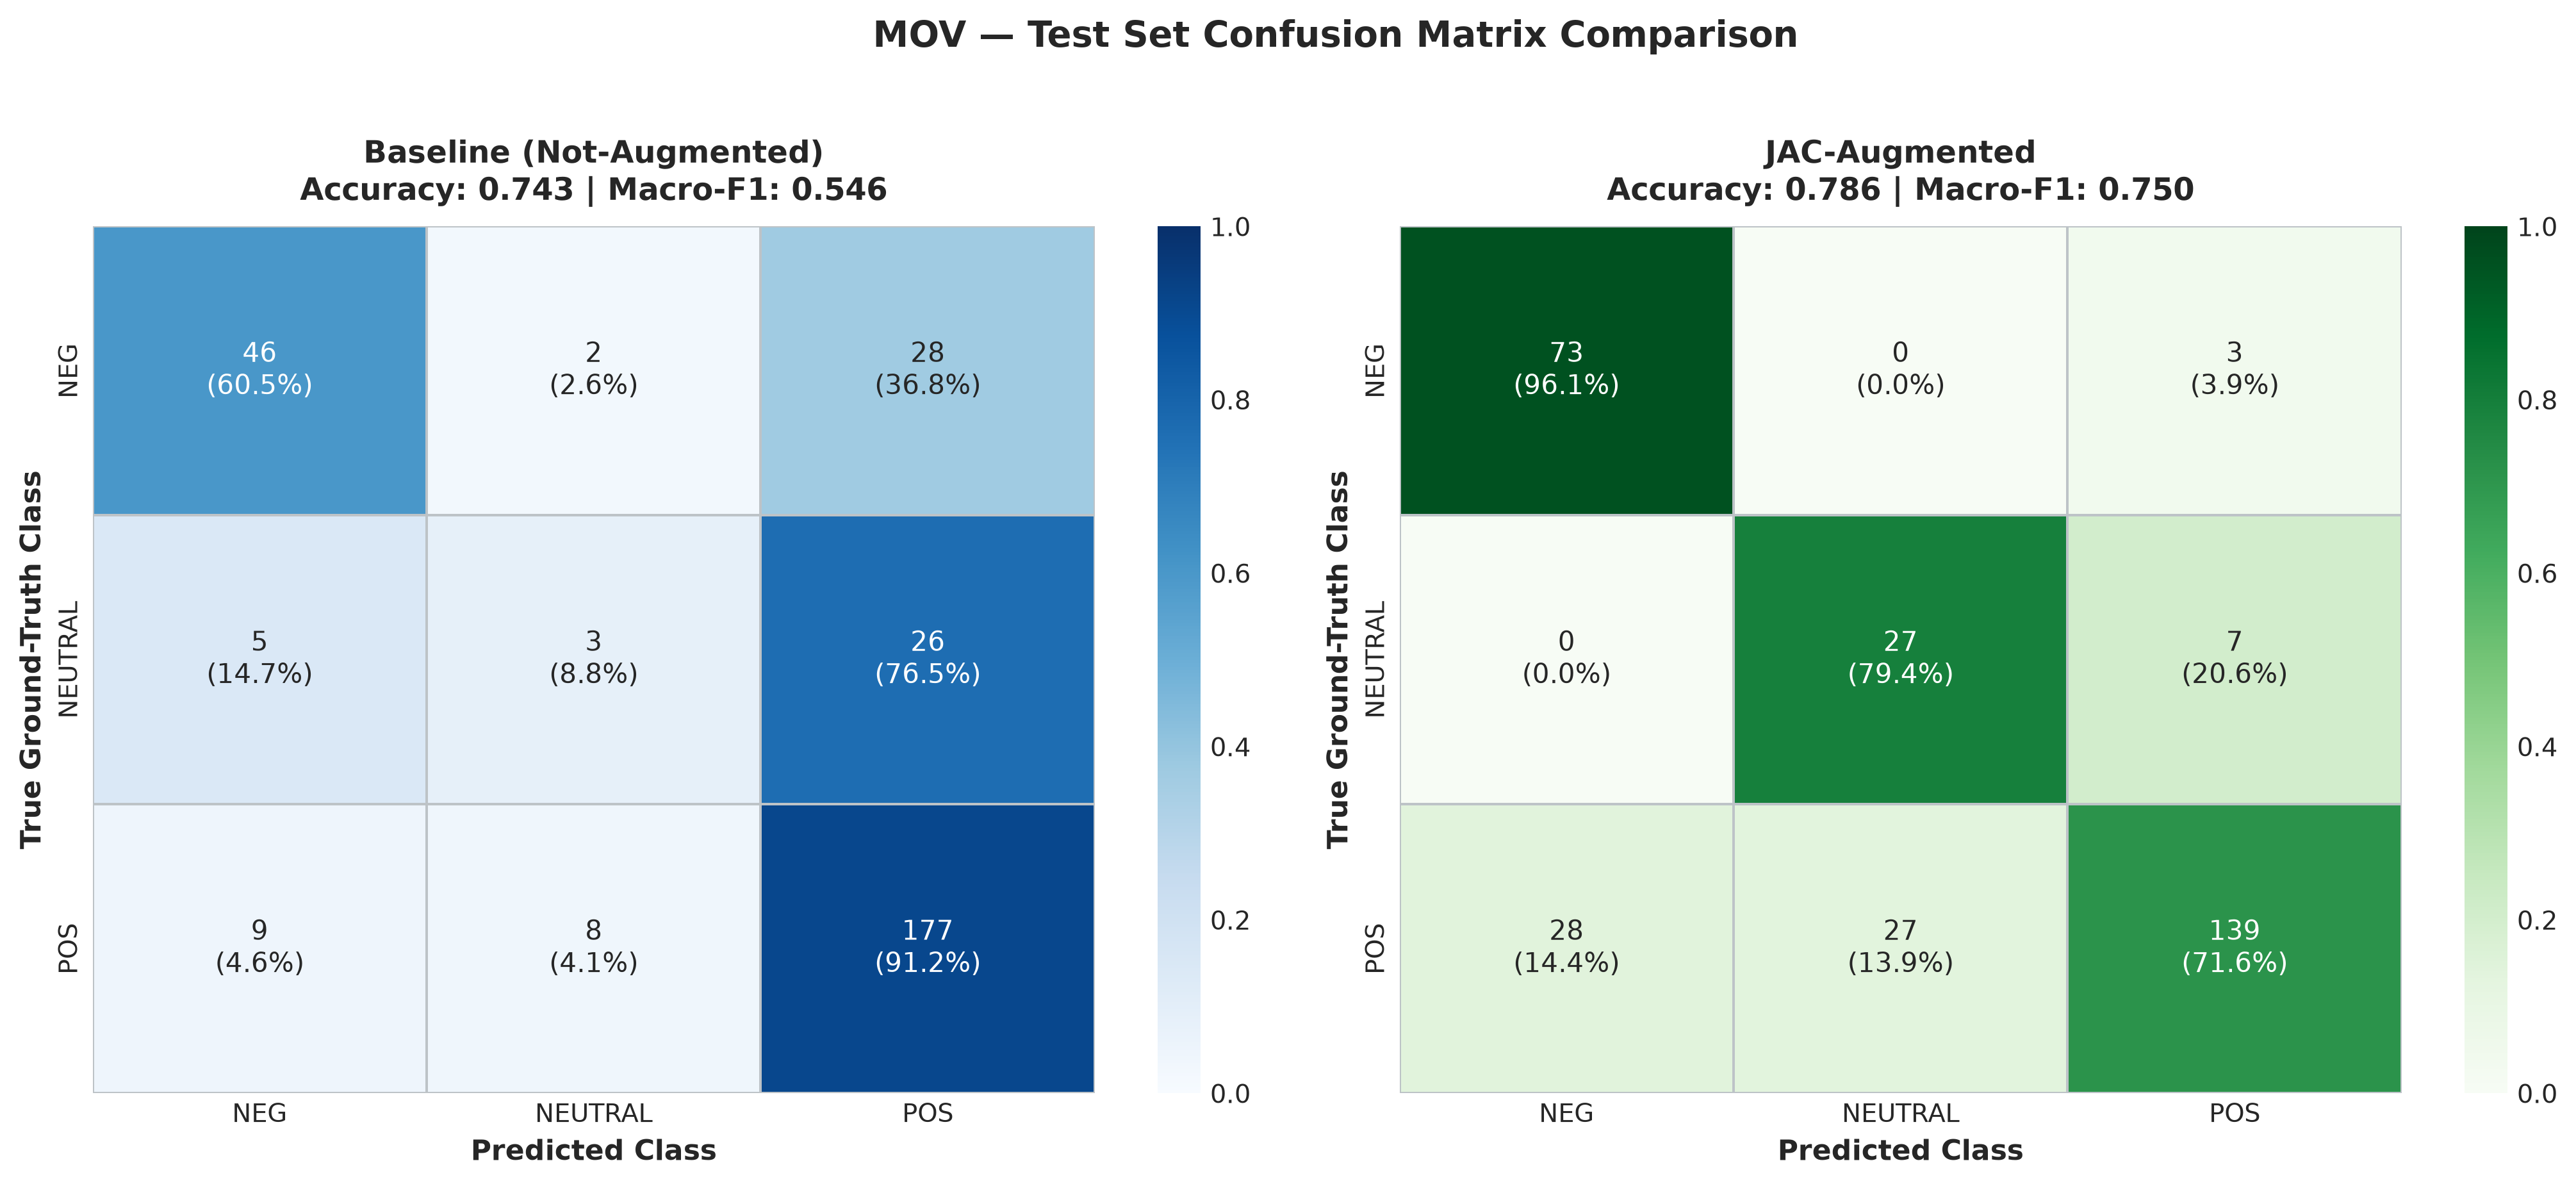 MOV — Test Set Confusion Matrix Comparison
Baseline (Not-Augmented)
Accuracy: 0.743 | Macro-F1: 0.546
True Ground-Truth Class
NEG
NEUTRAL
POS
46
(60.5%)
2
(2.6%)
28
(36.8%)
5
(14.7%)
3
(8.8%)
26
(76.5%)
9
(4.6%)
8
(4.1%)
177
(91.2%)
NEG
NEUTRAL
POS
Predicted Class
1.0
0.8
0.6
0.4
0.2
0.0
JAC-Augmented
Accuracy: 0.786 | Macro-F1: 0.750
True Ground-Truth Class
NEG
NEUTRAL
POS
73
(96.1%)
0
(0.0%)
3
(3.9%)
0
(0.0%)
27
(79.4%)
7
(20.6%)
28
(14.4%)
27
(13.9%)
139
(71.6%)
NEG
NEUTRAL
POS
Predicted Class
1.0
0.8
0.6
0.4
0.2
0.0